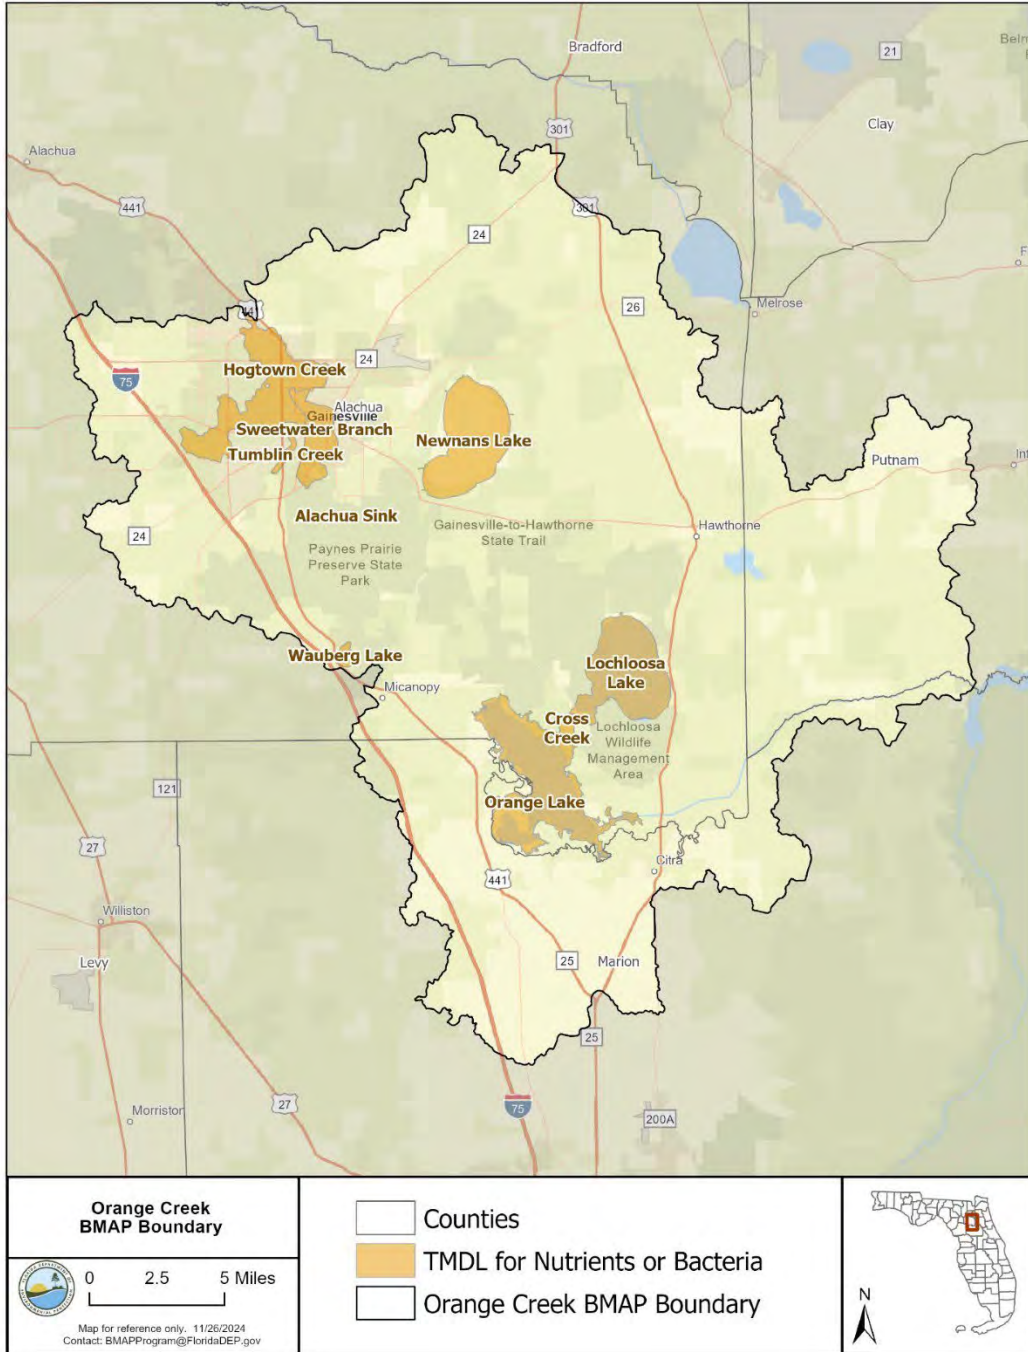 Bradford
21
Clay
301
Alachua
441
301
24
26
Melrose
441
24
75
Hogtown Creek
Alachua
Gainesville
Sweetwater Branch
Tumblin Creek
Newnans Lake
Putnam
24
Alachua Sink
Gainesville-to-Hawthorne
State Trail
Hawthorne
Paynes Prairie
Preserve State
Park
Wauberg Lake
Micanopy
Lochloosa
Lake
Cross
Creek
Lochloosa
Wildlife
Management
Area
121
Orange Lake
27
441
Citra
Williston
Levy
25
Marion
25
27
75
Morriston
200A
Orange Creek
BMAP Boundary
0 2.5 5 Miles
Map for reference only. 11/26/2024
Contact: BMAPProgram@FloridaDEP.gov
Counties
TMDL for Nutrients or Bacteria
Orange Creek BMAP Boundary
N